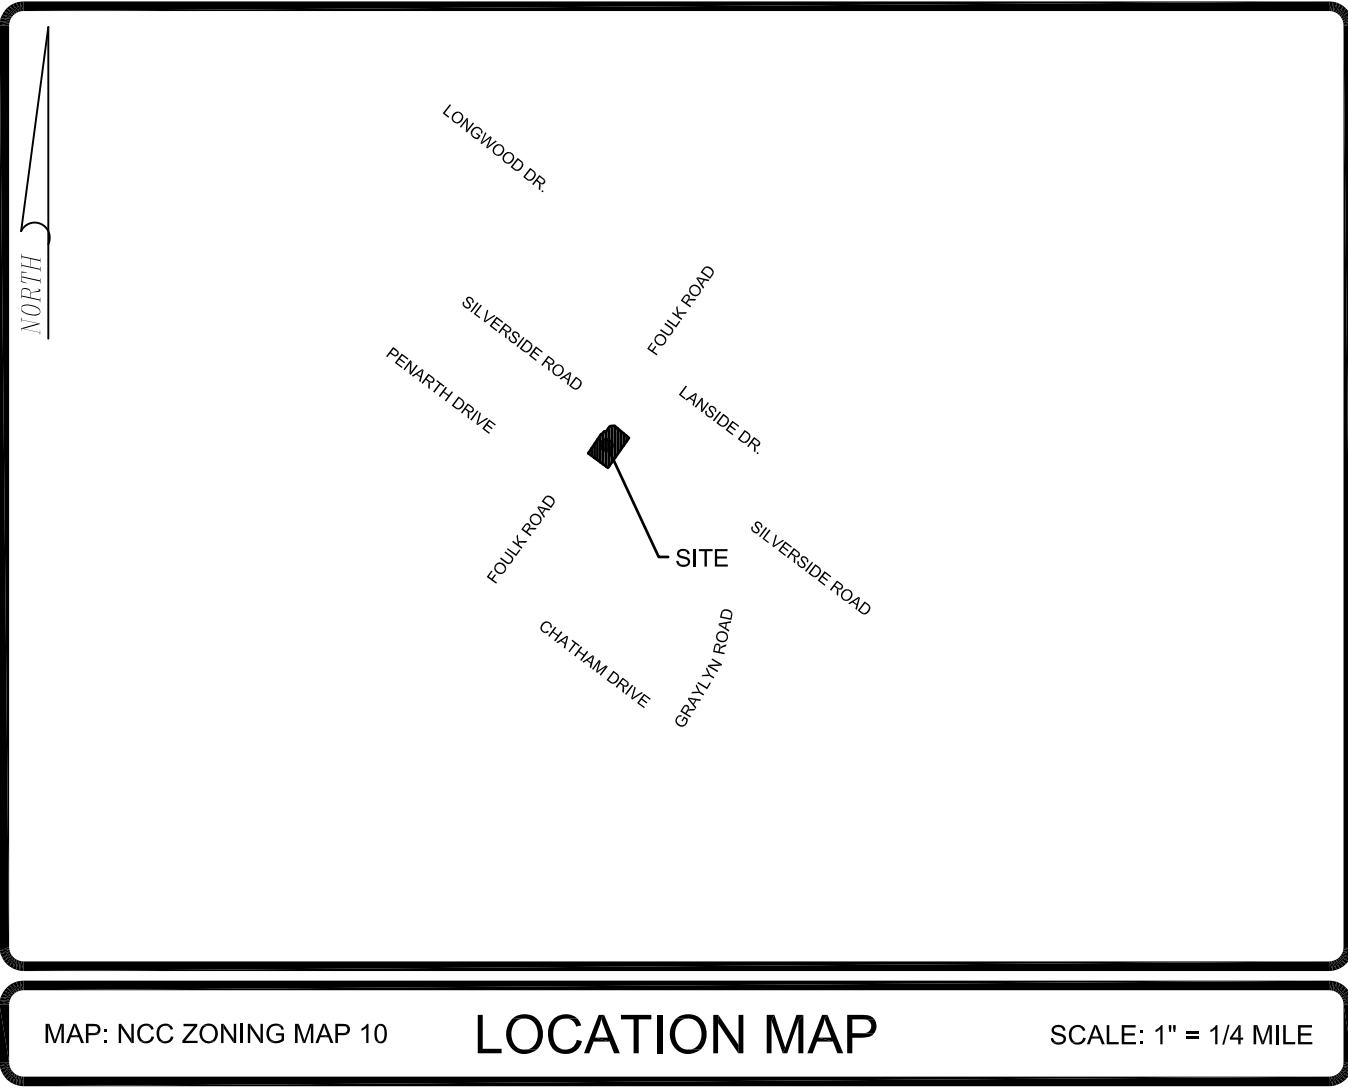 NORTH
LONGWOOD DR.
FOULK ROAD
SILVERSIDE ROAD
PENARTH DRIVE
LANSIDE DR.
FOULK ROAD
SITE
SILVERSIDE ROAD
CHATHAM DRIVE
GRAYLYN ROAD
MAP: NCC ZONING MAP 10
LOCATION MAP
SCALE: 1" = 1/4 MILE